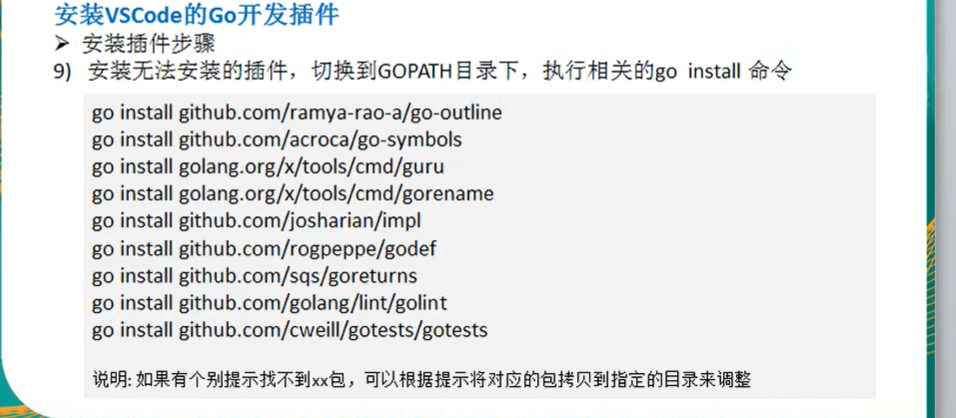 安装VSCode的Go开发插件
➢ 安装插件步骤
9) 安装无法安装的插件，切换到GOPATH目录下，执行相关的go install 命令
go install github.com/ramya-rao-a/go-outline
go install github.com/acroca/go-symbols
go install golang.org/x/tools/cmd/guru
go install golang.org/x/tools/cmd/gorename
go install github.com/josharian/impl
go install github.com/rogpeppe/godef
go install github.com/sqs/goreturns
go install github.com/golang/lint/golint
go install github.com/cweill/gotests/gotests
说明: 如果有个别提示找不到xx包，可以根据提示将对应的包拷贝到指定的目录来调整